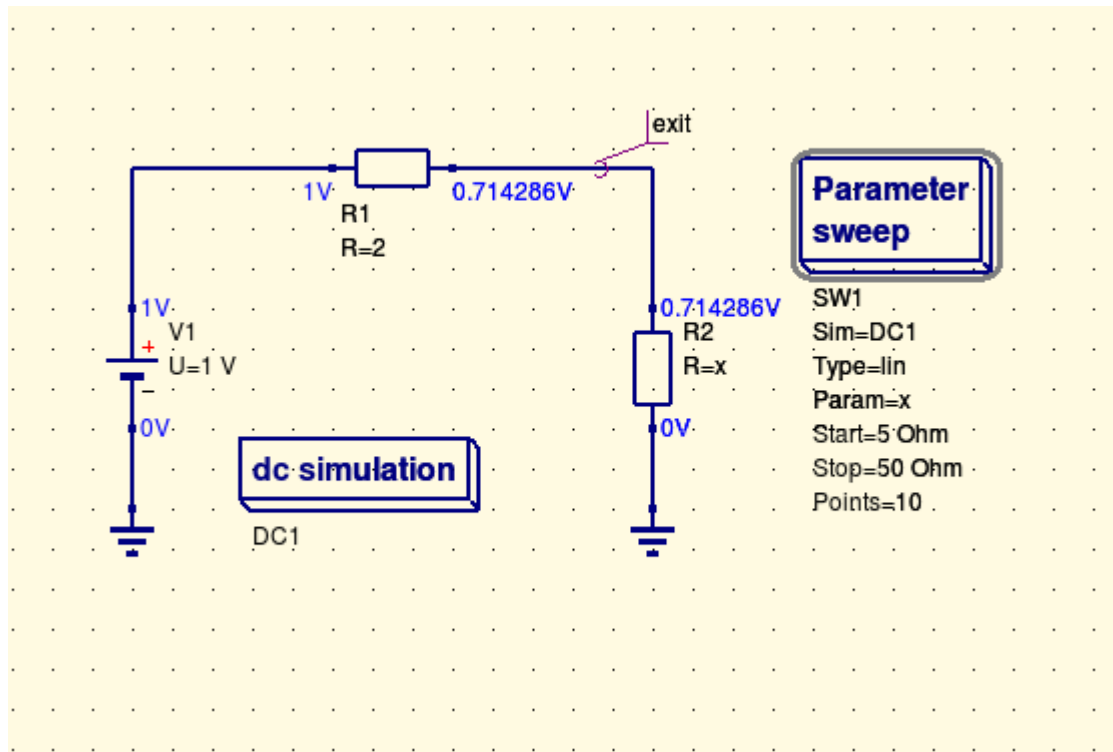 exit
1V
0.714286V
R1
R=2
Parameter
sweep
1V
V1
+
U=1 V
−
0V
0.714286V
R2
R=x
0V
SW1
Sim=DC1
Type=lin
Param=x
Start=5 Ohm
Stop=50 Ohm
Points=10
dc simulation
DC1